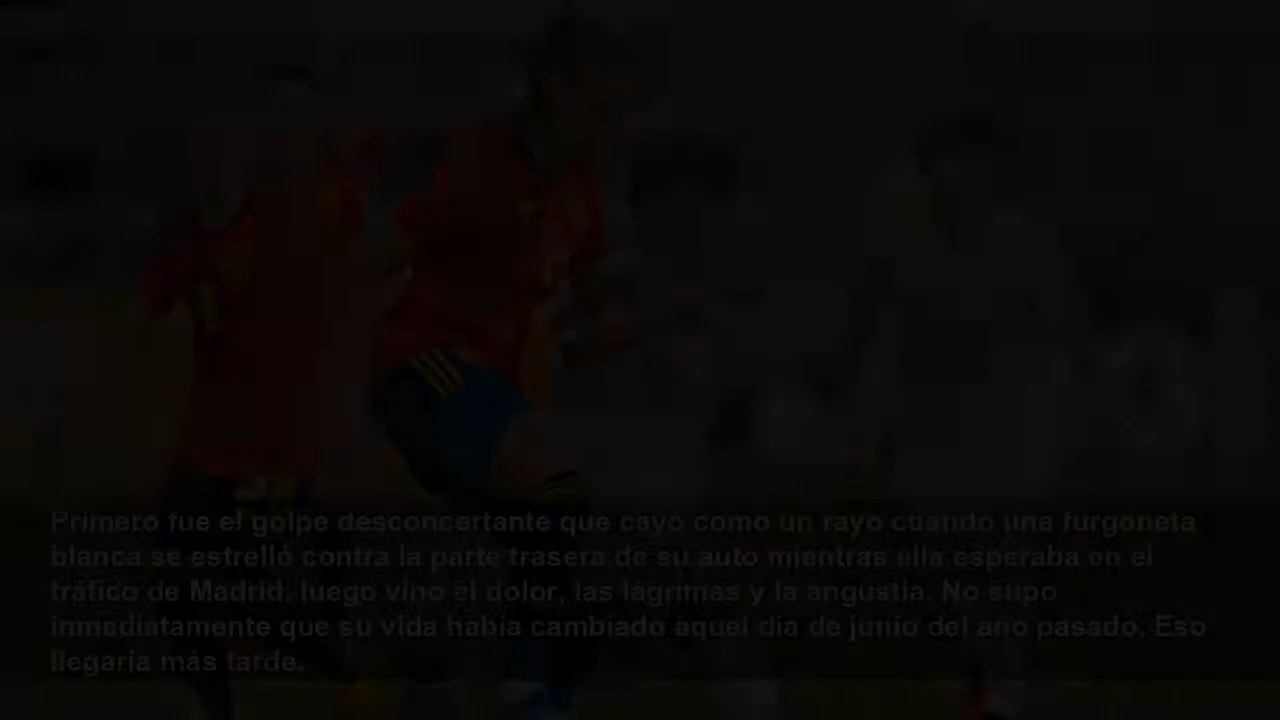 Primero fue el golpe desconcertante que cayó como un rayo cuando una furgoneta
blanca se estrelló contra la parte trasera de su auto mientras ella esperaba en el
tráfico de Madrid, luego vino el dolor, las lágrimas y la angustia. No supo
inmediatamente que su vida había cambiado aquel día de junio del año pasado. Eso
llegaría más tarde.